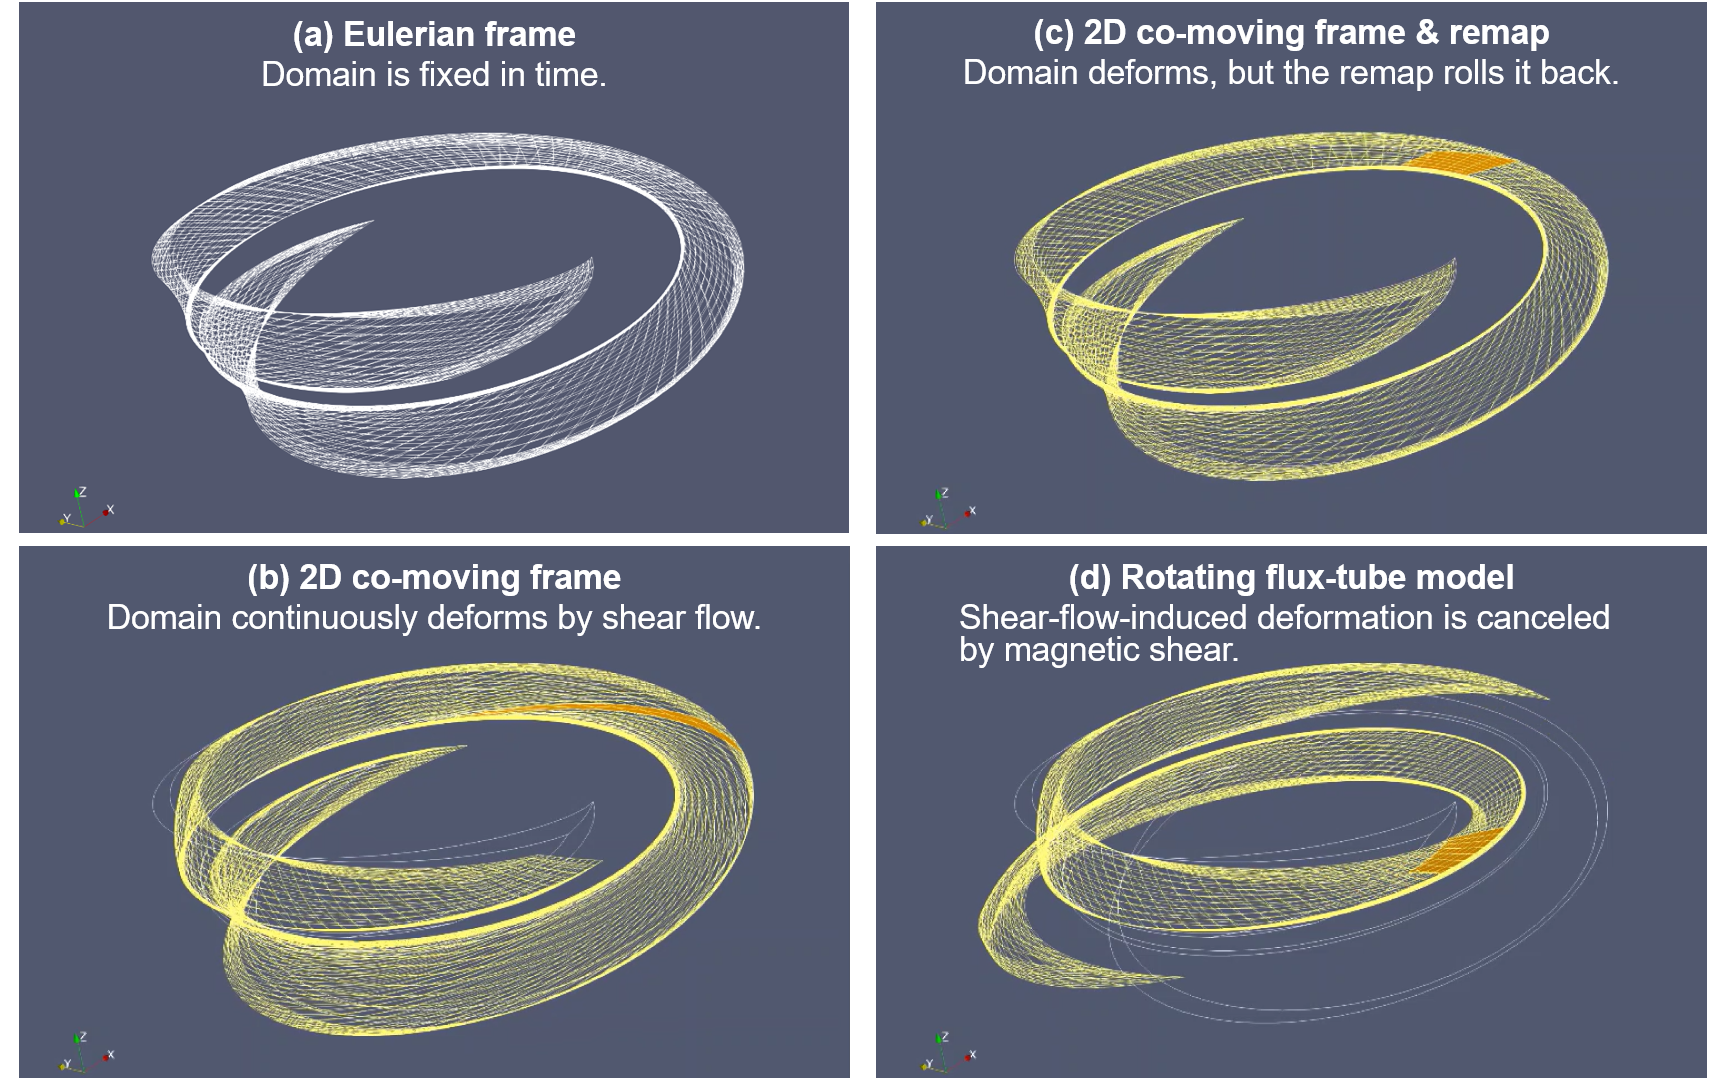 (a) Eulerian frame
Domain is fixed in time.
Z
Y
X
(b) 2D co-moving frame
Domain continuously deforms by shear flow.
Z
Y
X
(c) 2D co-moving frame & remap
Domain deforms, but the remap rolls it back.
Z
Y
X
(d) Rotating flux-tube model
Shear-flow-induced deformation is canceled
by magnetic shear.
Z
Y
X